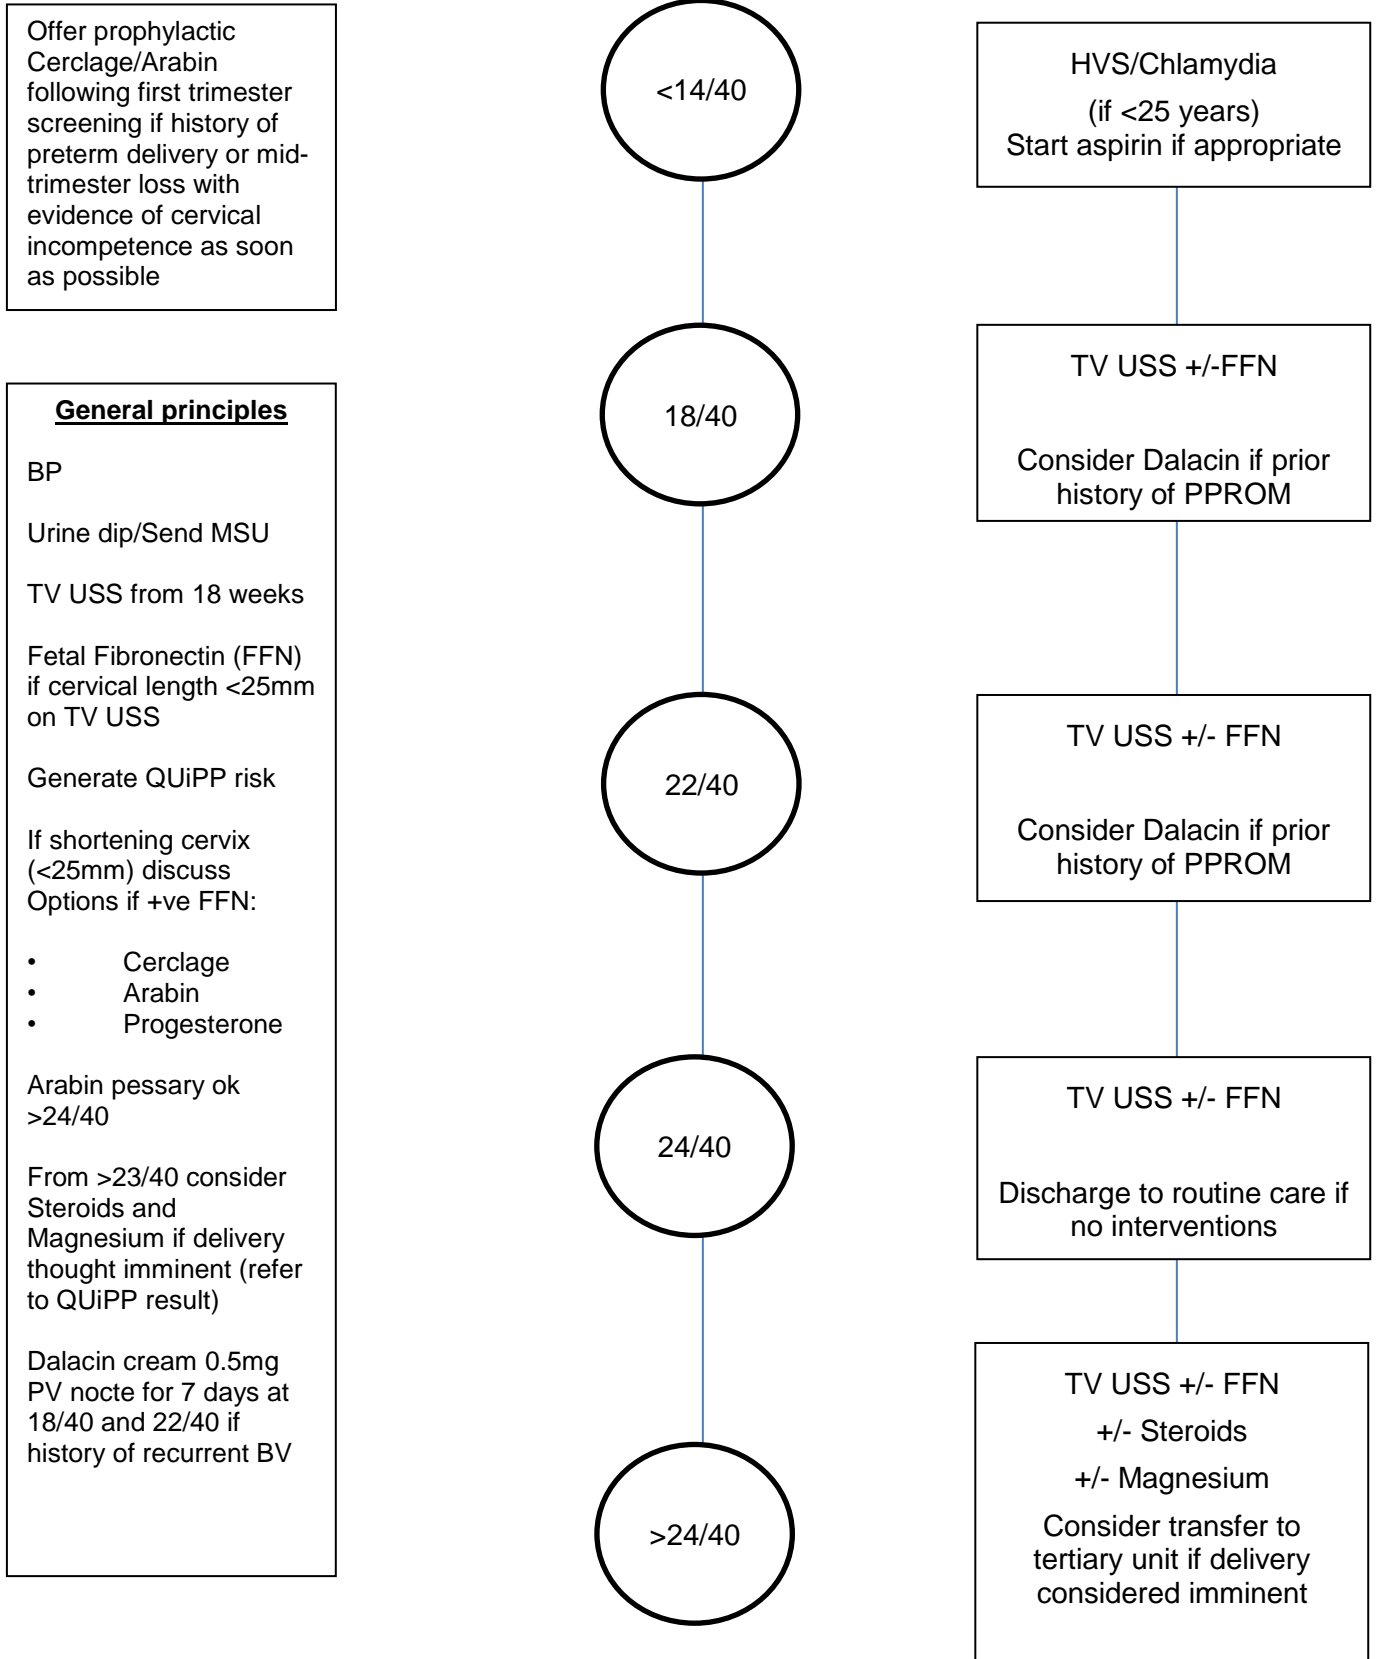 Offer prophylactic
Cerclage/Arabin
following first trimester
screening if history of
preterm delivery or mid-
trimester loss with
evidence of cervical
incompetence as soon
as possible
General principles
BP
Urine dip/Send MSU
TV USS from 18 weeks
Fetal Fibronectin (FFN)
if cervical length <25mm
on TV USS
Generate QUiPP risk
If shortening cervix
(<25mm) discuss
Options if +ve FFN:
• Cerclage
• Arabin
• Progesterone
Arabin pessary ok
>24/40
From >23/40 consider
Steroids and
Magnesium if delivery
thought imminent (refer
to QUiPP result)
Dalacin cream 0.5mg
PV nocte for 7 days at
18/40 and 22/40 if
history of recurrent BV
<14/40
18/40
22/40
24/40
>24/40
HVS/Chlamydia
(if <25 years)
Start aspirin if appropriate
TV USS +/-FFN
Consider Dalacin if prior
history of PPROM
TV USS +/- FFN
Consider Dalacin if prior
history of PPROM
TV USS +/- FFN
Discharge to routine care if
no interventions
TV USS +/- FFN
+/- Steroids
+/- Magnesium
Consider transfer to
tertiary unit if delivery
considered imminent